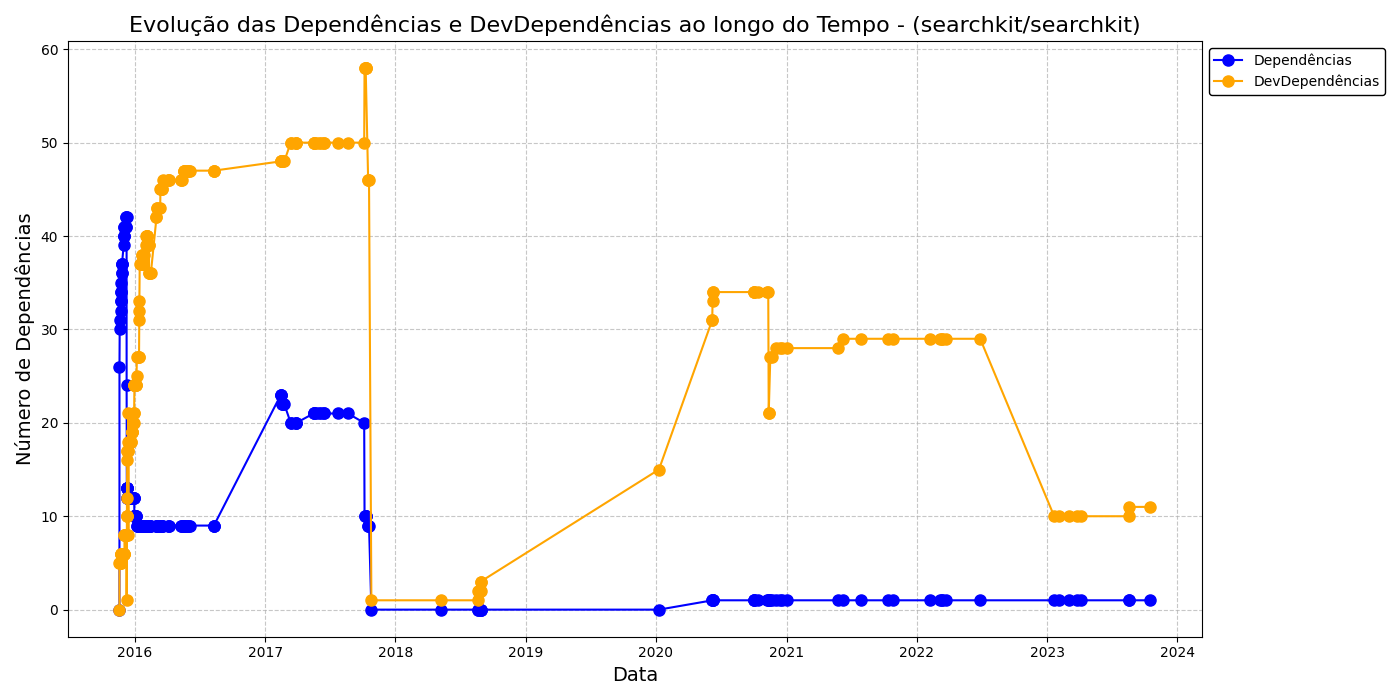 Evolução das Dependências e DevDependências ao longo do Tempo - (searchkit/searchkit)
Dependências
DevDependências
Número de Dependências
60
50
40
30
20
10
0
2016 2017 2018 2019 2020 2021 2022 2023 2024
Data